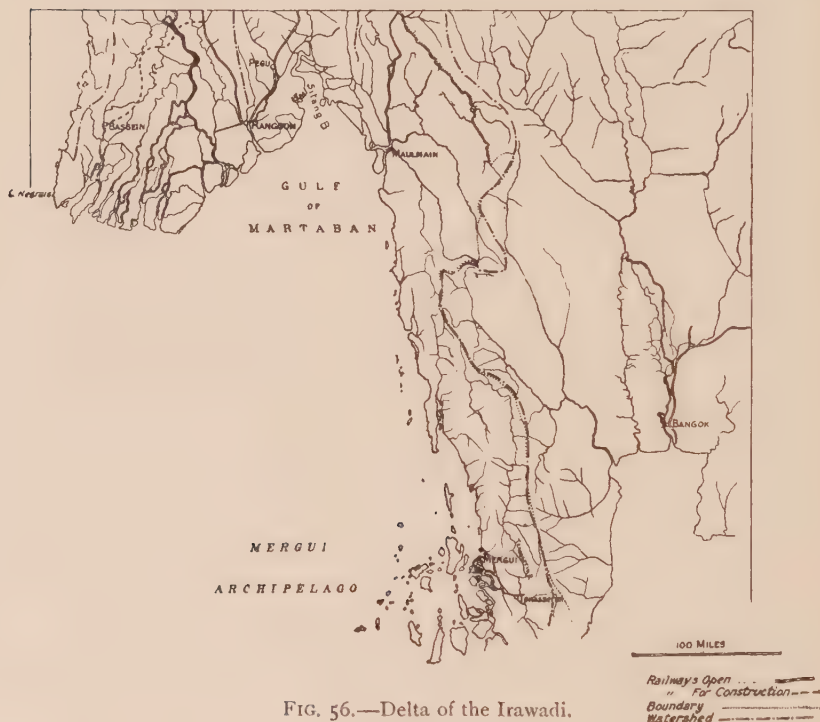 PEGU
Sitang B
BASSEIN
RANGOON
MAULMAIN
C. Negrais
GULF
OF
MARTABAN
BANGOK
MERGUI
ARCHIPELAGO
MERGUI
100 MILES
Railways Open ...
" For Construction
Boundary
Watershed
FIG. 56.—Delta of the Irawadi.